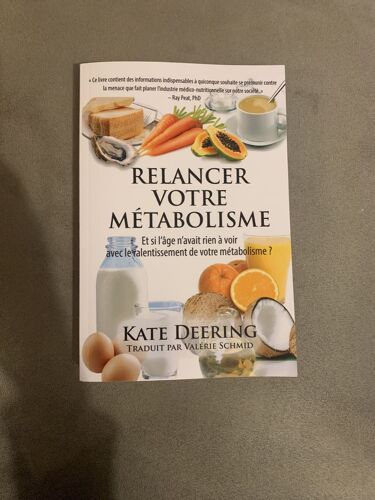 « Ce livre contient des informations indispensables à quiconque souhaite se prémunir contre
la menace que fait planer l'industrie médico-nutritionnelle sur notre société. »
– Ray Peat, PhD
RELANCER
VOTRE
MÉTABOLISME
Et si l'âge n'avait rien à voir
avec le ralentissement de votre métabolisme ?
KATE DEERING
TRADUIT PAR VALÉRIE SCHMID